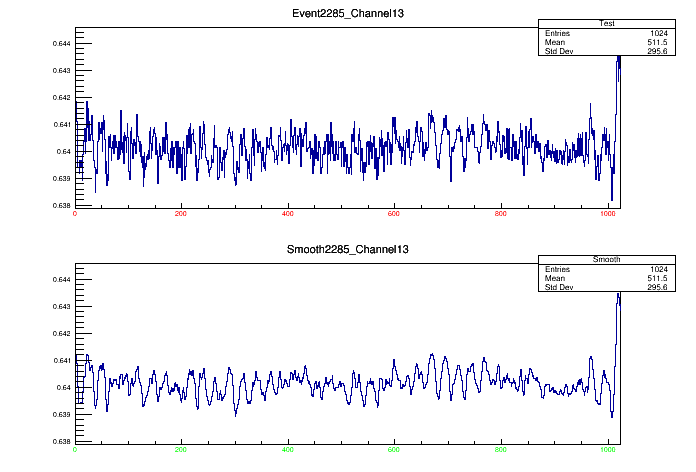 Event2285_Channel13
Test
Entries 1024
Mean 511.5
Std Dev 295.6
0.644
0.643
0.642
0.641
0.64
0.639
0.638
0 200 400 600 800 1000
Smooth2285_Channel13
Smooth
Entries 1024
Mean 511.5
Std Dev 295.6
0.644
0.643
0.642
0.641
0.64
0.639
0.638
0 200 400 600 800 1000